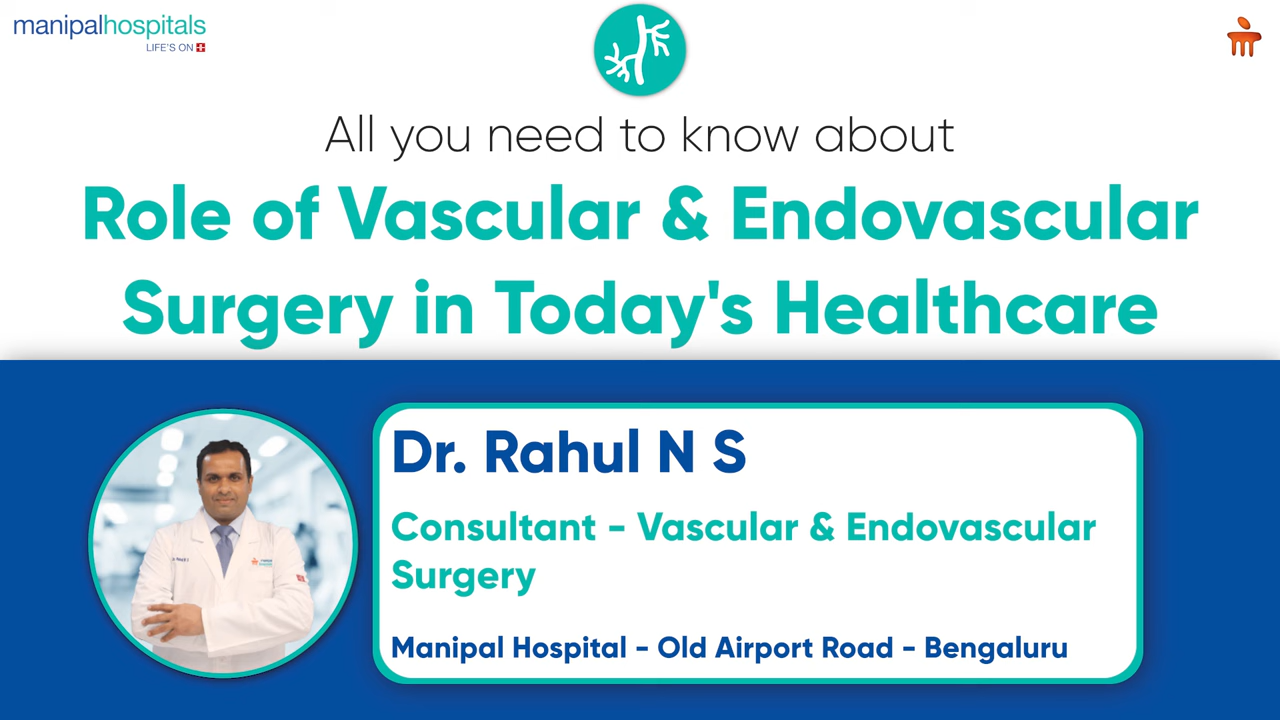 manipalhospitals
LIFE'S ON
All you need to know about
Role of Vascular & Endovascular
Surgery in Today's Healthcare
Dr. Rahul N S
Consultant - Vascular & Endovascular
Surgery
Manipal Hospital - Old Airport Road - Bengaluru